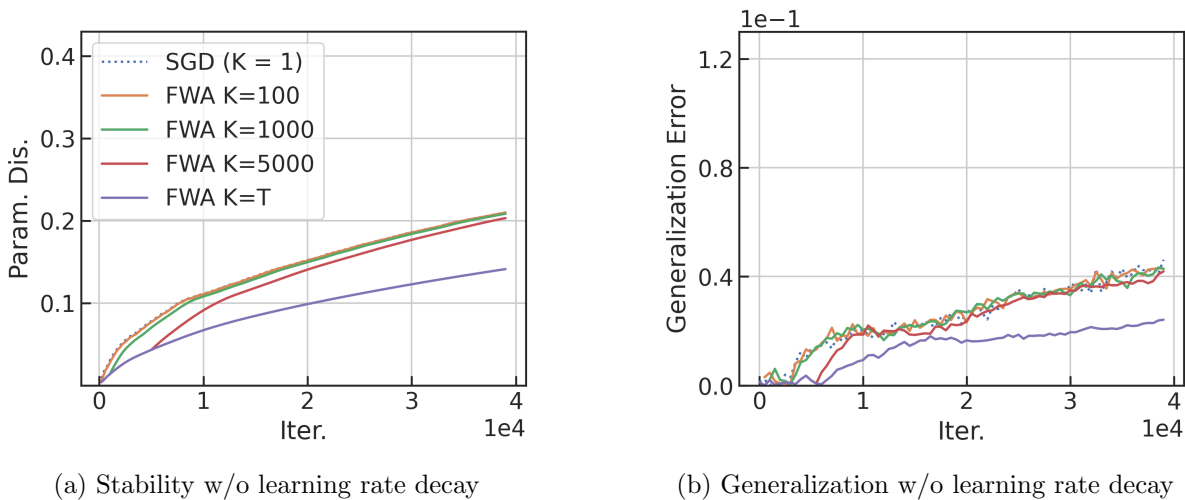 1e−1
0.4
0.3
0.2
0.1
Param. Dis.
SGD (K = 1)
FWA K=100
FWA K=1000
FWA K=5000
FWA K=T
0
1
2
3
4
Iter.
1e4
1.2
0.8
0.4
0.0
Generalization Error
0
1
2
3
4
Iter.
1e4
(a) Stability w/o learning rate decay
(b) Generalization w/o learning rate decay